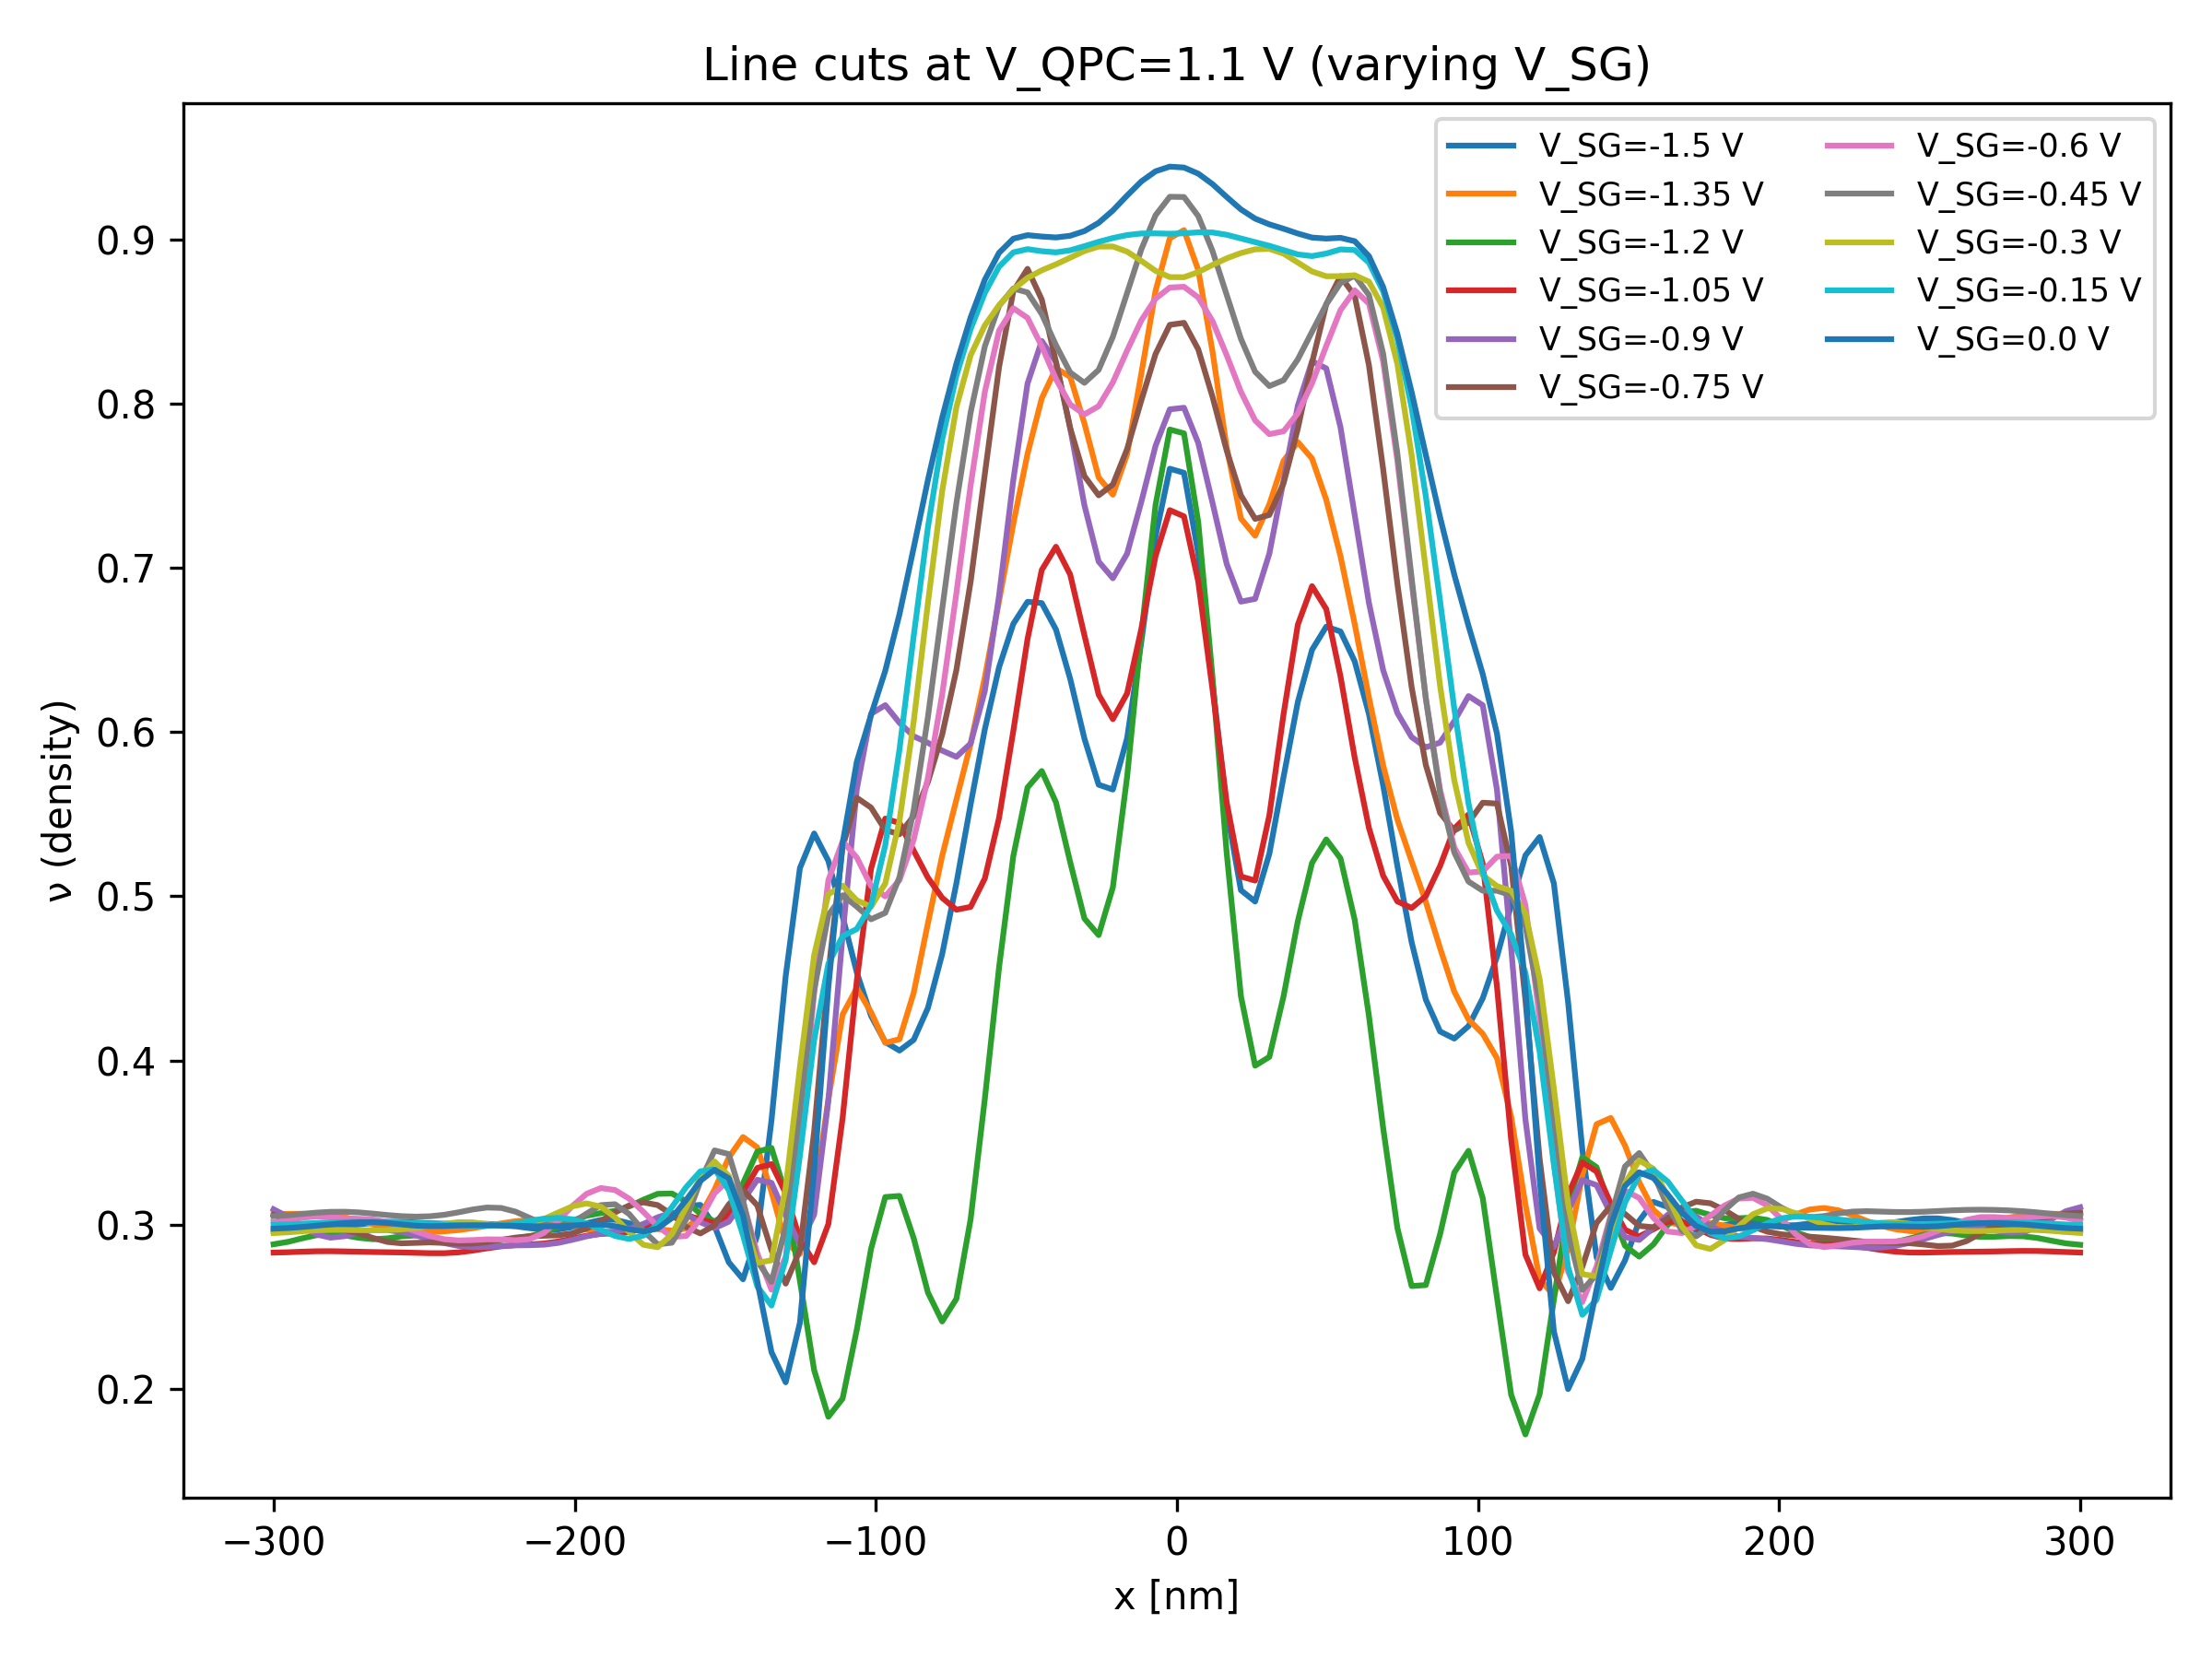 Line cuts at V_QPC=1.1 V (varying V_SG)
V_SG=-1.5 V
V_SG=-1.35 V
V_SG=-1.2 V
V_SG=-1.05 V
V_SG=-0.9 V
V_SG=-0.75 V
V_SG=-0.6 V
V_SG=-0.45 V
V_SG=-0.3 V
V_SG=-0.15 V
V_SG=0.0 V
ν (density)
0.9
0.8
0.7
0.6
0.5
0.4
0.3
0.2
−300 −200 −100 0 100 200 300
x [nm]